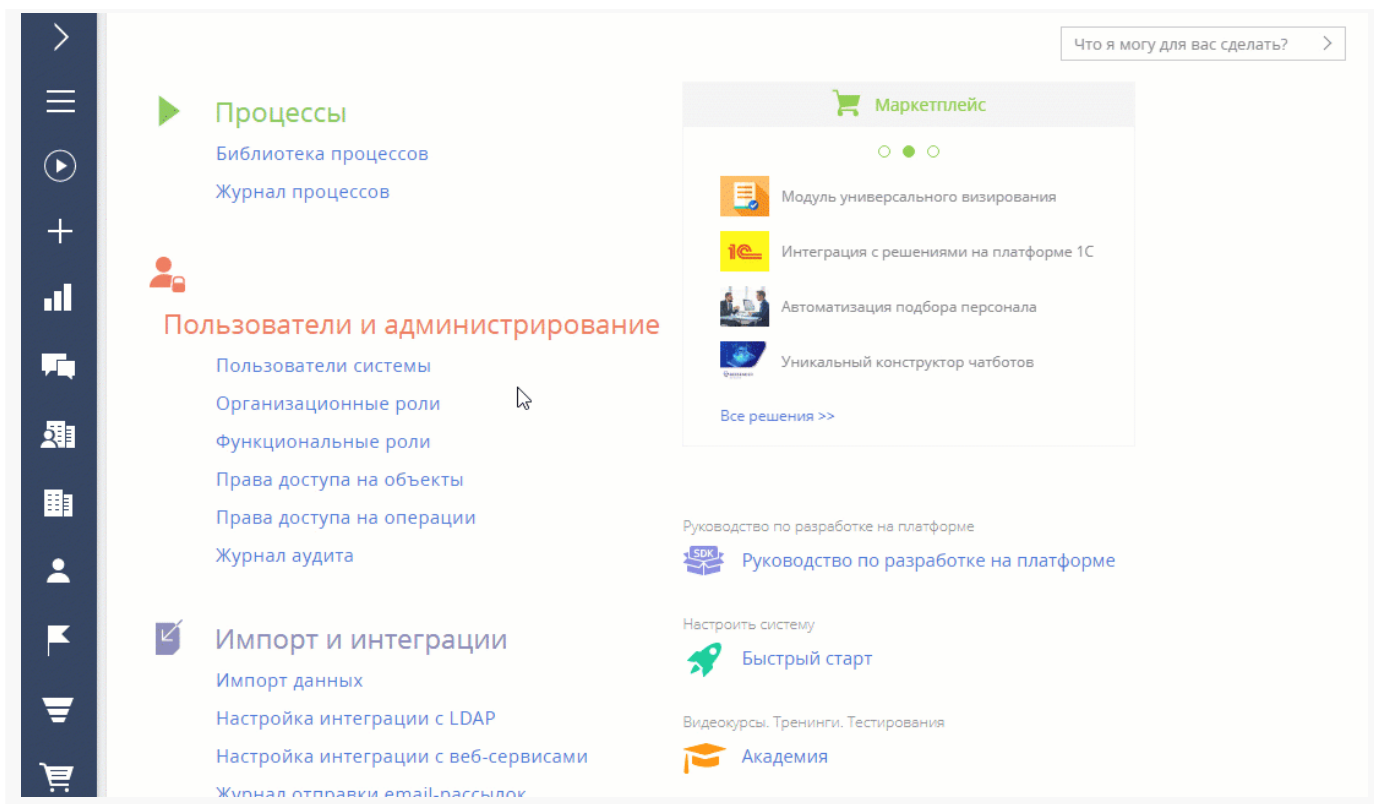 Что я могу для вас сделать?
Процессы
Библиотека процессов
Журнал процессов
Пользователи и администрирование
Пользователи системы
Организационные роли
Функциональные роли
Права доступа на объекты
Права доступа на операции
Журнал аудита
Импорт и интеграции
Импорт данных
Настройка интеграции с LDAP
Настройка интеграции с веб-сервисами
Журнал отправки email-рассылок
Маркетплейс
Модуль универсального визирования
1С
Интеграция с решениями на платформе 1С
Автоматизация подбора персонала
Уникальный конструктор чатботов
Все решения >>
Руководство по разработке на платформе
SDK
Руководство по разработке на платформе
Настроить систему
Быстрый старт
Видеокурсы. Тренинги. Тестирования
Академия